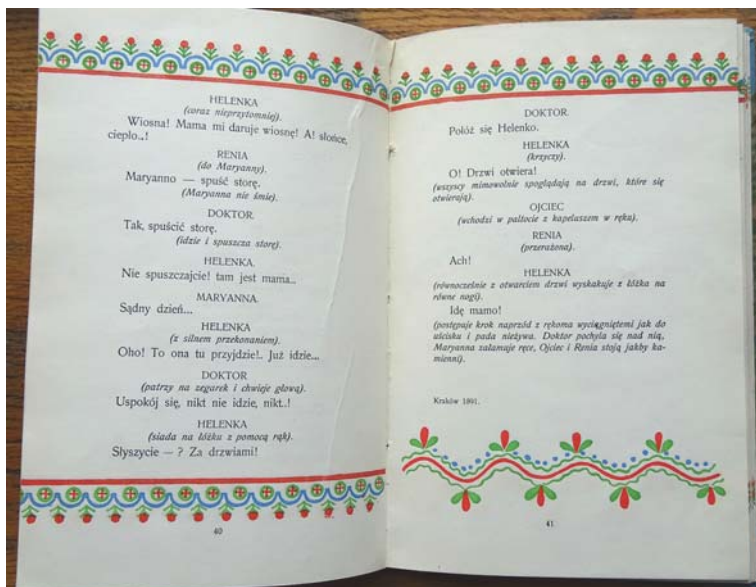 HELENKA
(coraz nieprzytomniej).
Wiosna! Mama mi daruje wiosnę! A! słońce,
ciepło..!
RENIA
(do Maryanny).
Maryanno — spuść storę.
(Maryanna nie śmie).
DOKTOR.
Tak, spuścić storę.
(idzie i spuszcza storę).
HELENKA.
Nie spuszczajcie! tam jest mama..
MARYANNA.
Sądny dzień...
HELENKA
(z silnem przekonaniem).
Oho! To ona tu przyjdzie!.. Już idzie...
DOKTOR
(patrzy na zegarek i chwieje głową).
Uspokój się, nikt nie idzie, nikt..!
HELENKA
(siada na łóżku z pomocą rąk).
Słyszycie — ? Za drzwiami!
40
DOKTOR.
Połóż się Helenko.
HELENKA
(krzyczy).
O! Drzwi otwiera!
(wszyscy mimowolnie spoglądają na drzwi, które się
otwierają).
OJCIEC
(wchodzi w paltocie z kapeluszem w ręka).
RENIA
(przerażona).
Ach!
HELENKA
(równocześnie z otwarciem drzwi wyskakuje z łóżka na
równe nogi).
Idę mamo!
(postępuje krok naprzód z rękoma wyciągniętemi jak do
uścisku i pada nieżywa. Doktor pochyla się nad nią,
Maryanna załamuje ręce, Ojciec i Renia stoją jakby ka-
mienni).
Kraków 1891.
41